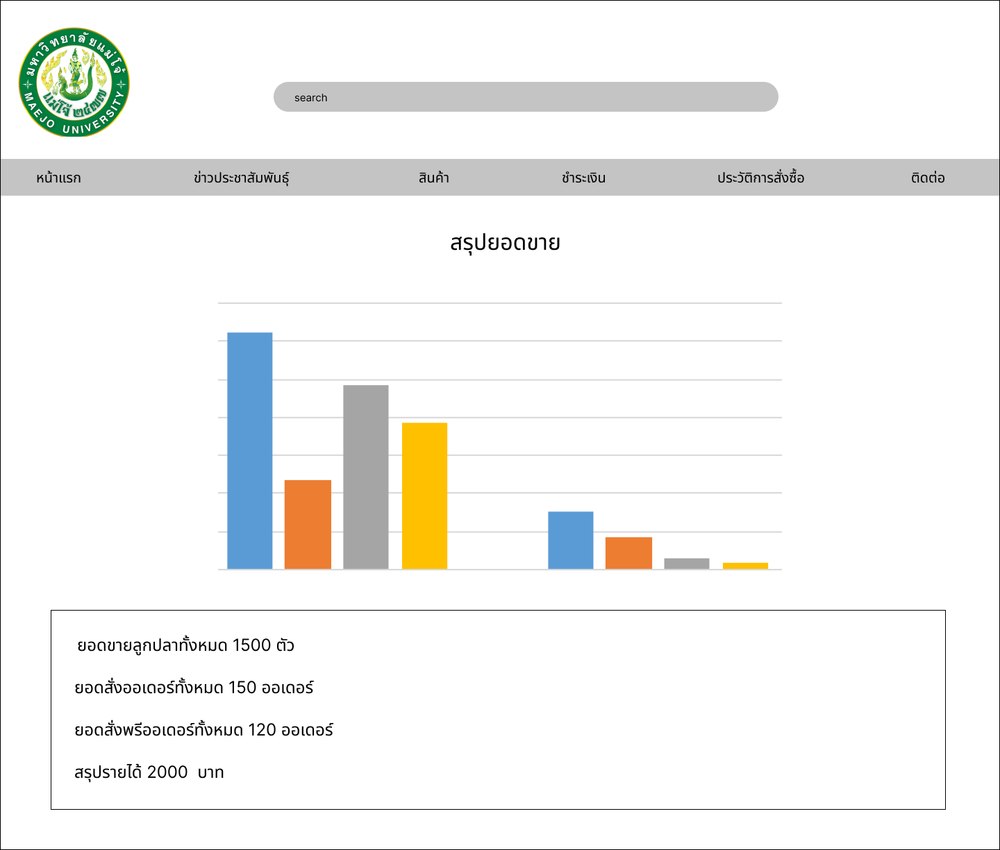 มหาวิทยาลัยแม่โจ้
แม่โจ้ ๒๔๗๗
MAEJO UNIVERSITY
search
หน้าแรก
ข่าวประชาสัมพันธุ์
สินค้า
ชำระเงิน
ประวัติการสั่งซื้อ
ติดต่อ
สรุปยอดขาย
ยอดขายลูกปลาทั้งหมด 1500 ตัว
ยอดสั่งออเดอร์ทั้งหมด 150 ออเดอร์
ยอดสั่งพรีออเดอร์ทั้งหมด 120 ออเดอร์
สรุปรายได้ 2000 บาท